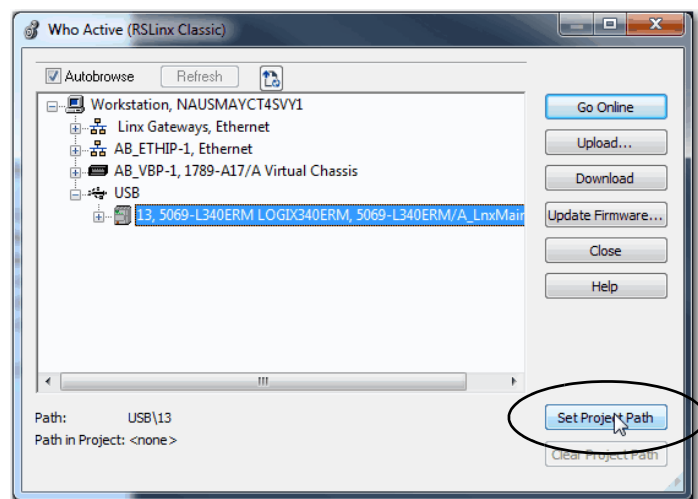 Who Active (RSLinx Classic)
Autobrowse Refresh
Workstation, NAUSMAYCT4SVY1
Linx Gateways, Ethernet
AB_ETHIP-1, Ethernet
AB_VBP-1, 1789-A17/A Virtual Chassis
USB
13, 5069-L340ERM LOGIX340ERM, 5069-L340ERM/A_LnxMain
Go Online
Upload...
Download
Update Firmware...
Close
Help
Path: USB\13
Path in Project: <none>
Set Project Path
Clear Project Path